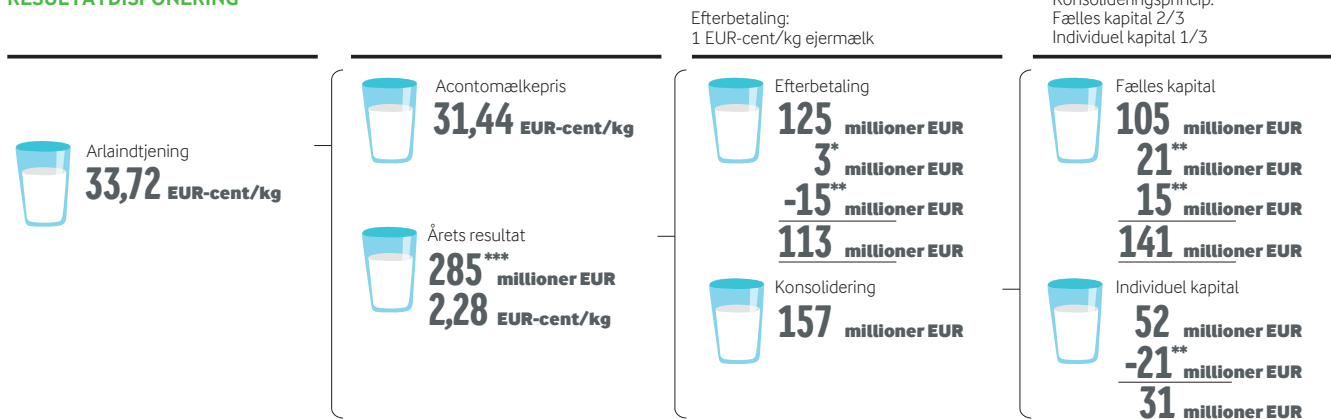 RESULTATDISPONERING
Efterbetaling:
1 EUR-cent/kg ejermælk
Konsolideringsprincip:
Fælles kapital 2/3
Individuel kapital 1/3
Arlaindtjening
33,72 EUR-cent/kg
Acontomælkepris
31,44 EUR-cent/kg
Årets resultat
285*** millioner EUR
2,28 EUR-cent/kg
Efterbetaling
125 millioner EUR
3* millioner EUR
-15** millioner EUR
113 millioner EUR
Konsolidering
157 millioner EUR
Fælles kapital
105 millioner EUR
21** millioner EUR
15** millioner EUR
141 millioner EUR
Individuel kapital
52 millioner EUR
-21** millioner EUR
31 millioner EUR